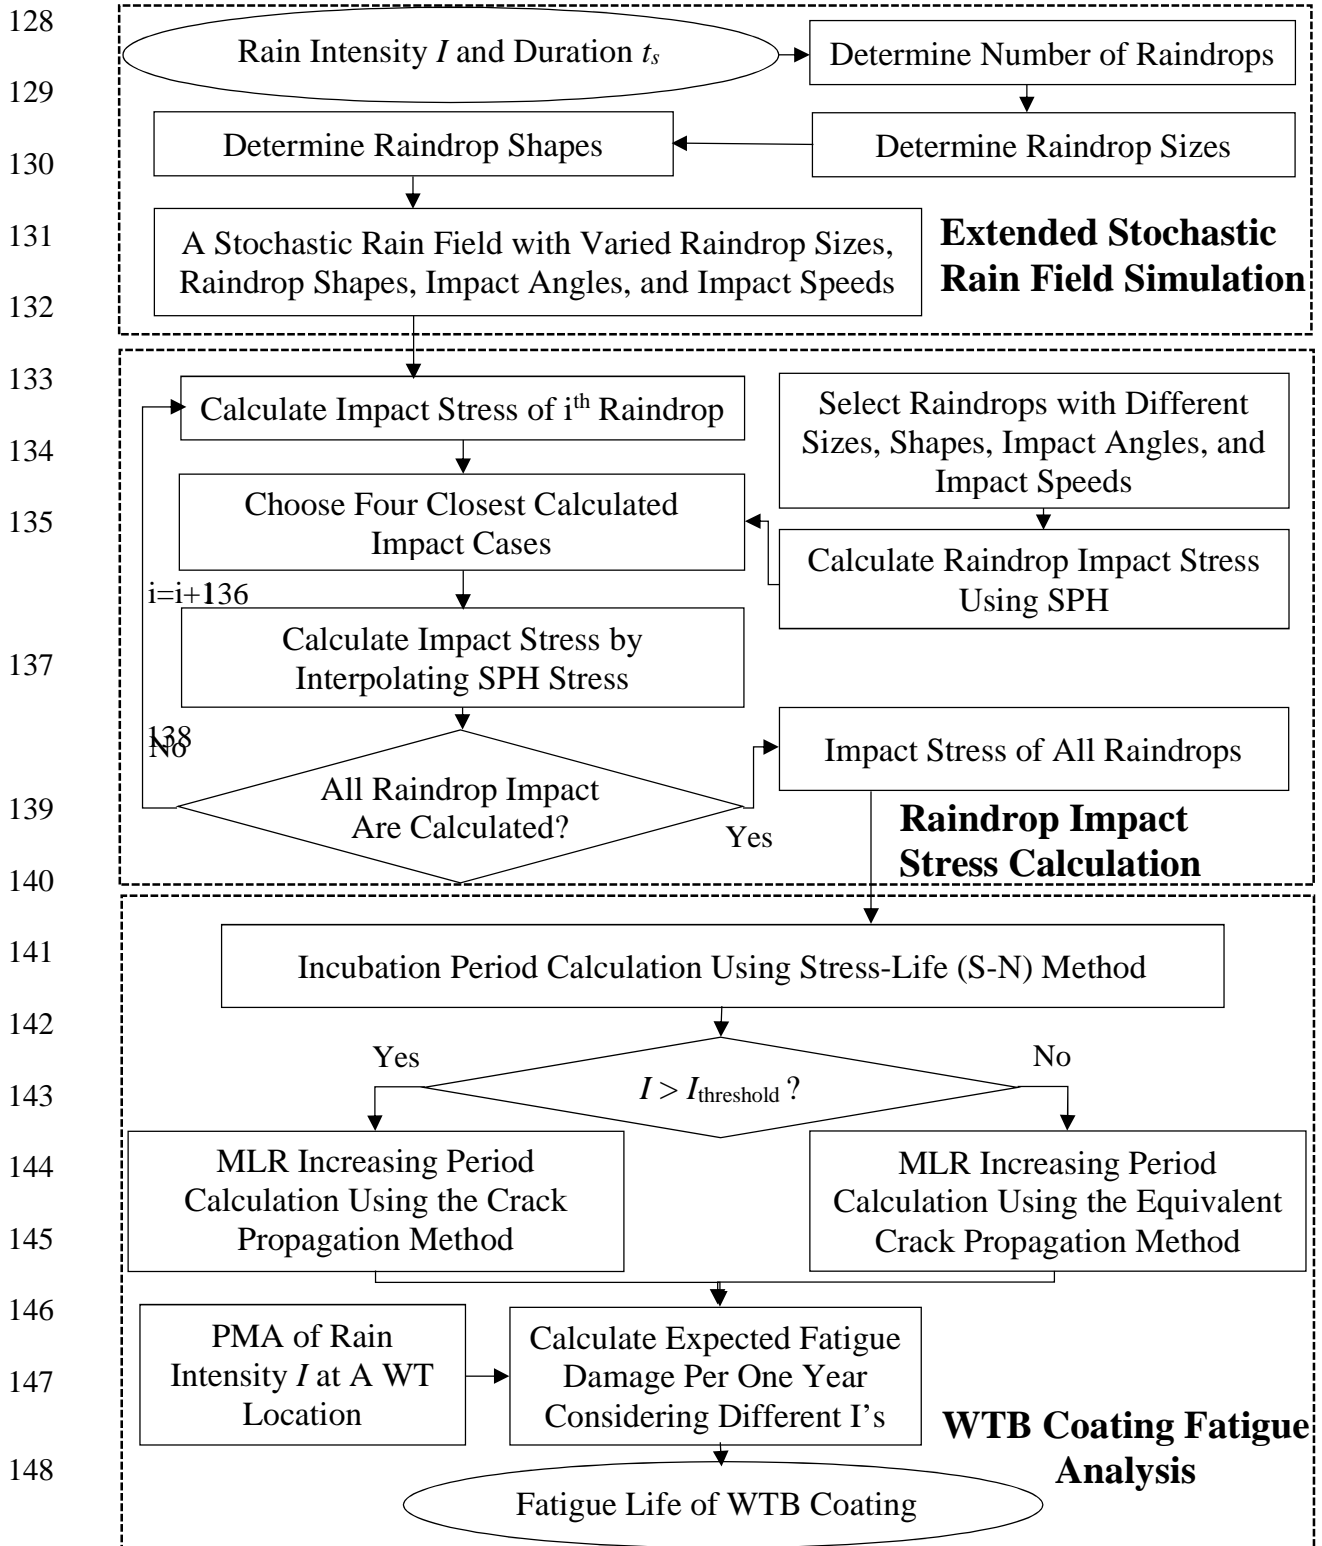 128
Rain Intensity I and Duration ts
Determine Number of Raindrops
129
Determine Raindrop Shapes
Determine Raindrop Sizes
130
131
A Stochastic Rain Field with Varied Raindrop Sizes,
Raindrop Shapes, Impact Angles, and Impact Speeds
Extended Stochastic
Rain Field Simulation
132
133
Calculate Impact Stress of ith Raindrop
Select Raindrops with Different
Sizes, Shapes, Impact Angles, and
Impact Speeds
134
Choose Four Closest Calculated
Impact Cases
135
Calculate Raindrop Impact Stress
Using SPH
i=i+1
136
Calculate Impact Stress by
Interpolating SPH Stress
137
138
No
Impact Stress of All Raindrops
All Raindrop Impact
Are Calculated?
139
Yes
Raindrop Impact
Stress Calculation
140
141
Incubation Period Calculation Using Stress-Life (S-N) Method
142
Yes
No
I > Ithreshold ?
143
144
MLR Increasing Period
Calculation Using the Crack
Propagation Method
MLR Increasing Period
Calculation Using the Equivalent
Crack Propagation Method
145
146
PMA of Rain
Intensity I at A WT
Location
Calculate Expected Fatigue
Damage Per One Year
Considering Different I's
147
WTB Coating Fatigue
Analysis
148
Fatigue Life of WTB Coating